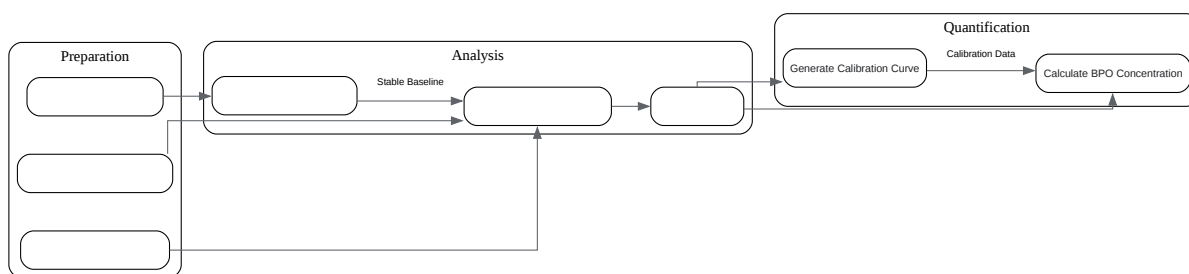 Preparation
Analysis
Stable Baseline
Quantification
Generate Calibration Curve
Calibration Data
Calculate BPO Concentration